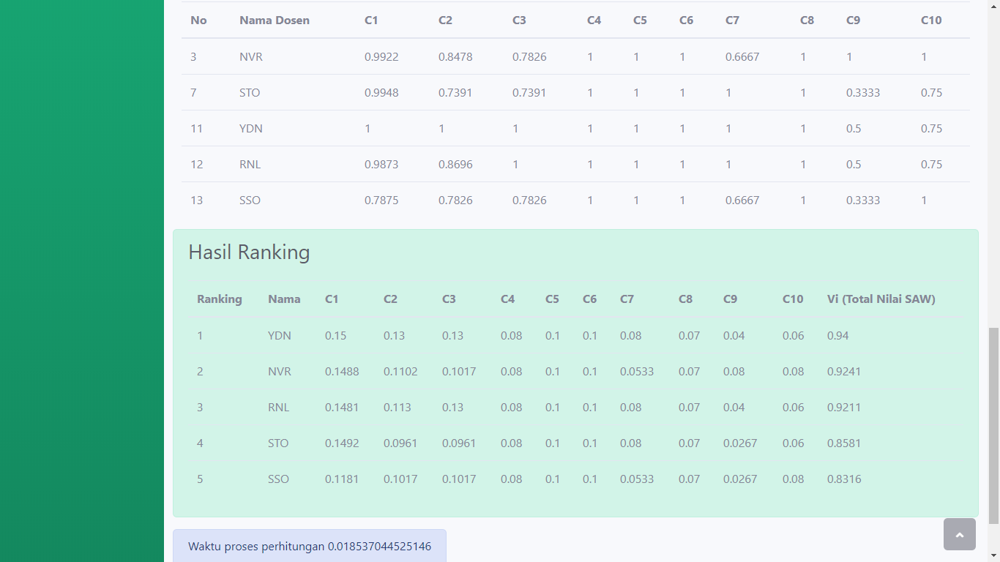 No Nama Dosen C1 C2 C3 C4 C5 C6 C7 C8 C9 C10
3 NVR 0.9922 0.8478 0.7826 1 1 1 0.6667 1 1 1
7 STO 0.9948 0.7391 0.7391 1 1 1 1 1 0.3333 0.75
11 YDN 1 1 1 1 1 1 1 1 0.5 0.75
12 RNL 0.9873 0.8696 1 1 1 1 1 1 0.5 0.75
13 SSO 0.7875 0.7826 0.7826 1 1 1 0.6667 1 0.3333 1
Hasil Ranking
Ranking Nama C1 C2 C3 C4 C5 C6 C7 C8 C9 C10 Vi (Total Nilai SAW)
1 YDN 0.15 0.13 0.13 0.08 0.1 0.1 0.08 0.07 0.04 0.06 0.94
2 NVR 0.1488 0.1102 0.1017 0.08 0.1 0.1 0.0533 0.07 0.08 0.08 0.9241
3 RNL 0.1481 0.113 0.13 0.08 0.1 0.1 0.08 0.07 0.04 0.06 0.9211
4 STO 0.1492 0.0961 0.0961 0.08 0.1 0.1 0.08 0.07 0.0267 0.06 0.8581
5 SSO 0.1181 0.1017 0.1017 0.08 0.1 0.1 0.0533 0.07 0.0267 0.08 0.8316
Waktu proses perhitungan 0.018537044525146